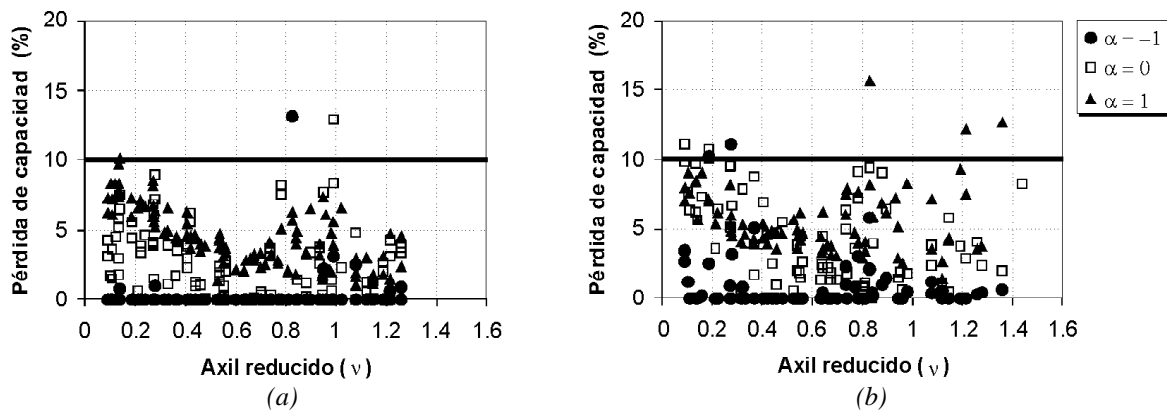 Pérdida de capacidad (%)
20
15
10
5
0
0 0.2 0.4 0.6 0.8 1 1.2 1.4 1.6
Axil reducido ( ν )
(a)
Pérdida de capacidad (%)
20
15
10
5
0
0 0.2 0.4 0.6 0.8 1 1.2 1.4 1.6
Axil reducido ( ν )
(b)
α = -1
α = 0
α = 1